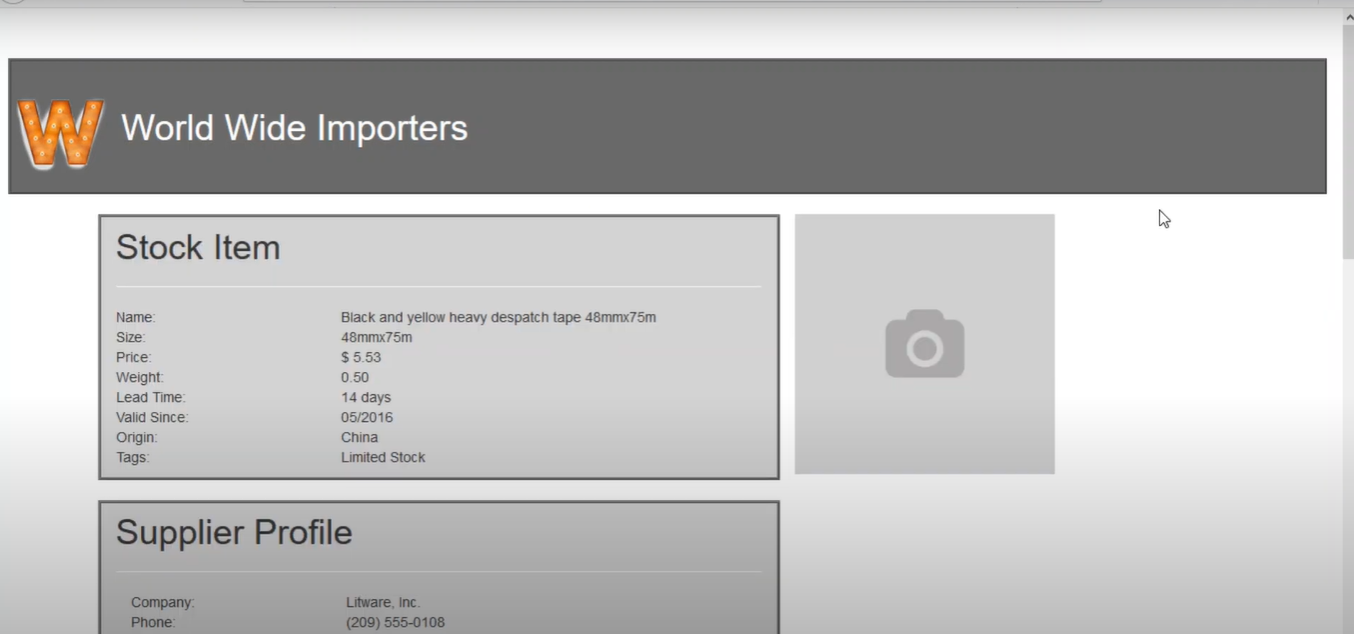 W World Wide Importers
Stock Item
Name: Black and yellow heavy despatch tape 48mmx75m
Size: 48mmx75m
Price: $ 5.53
Weight: 0.50
Lead Time: 14 days
Valid Since: 05/2016
Origin: China
Tags: Limited Stock
Supplier Profile
Company: Litware, Inc.
Phone: (209) 555-0108